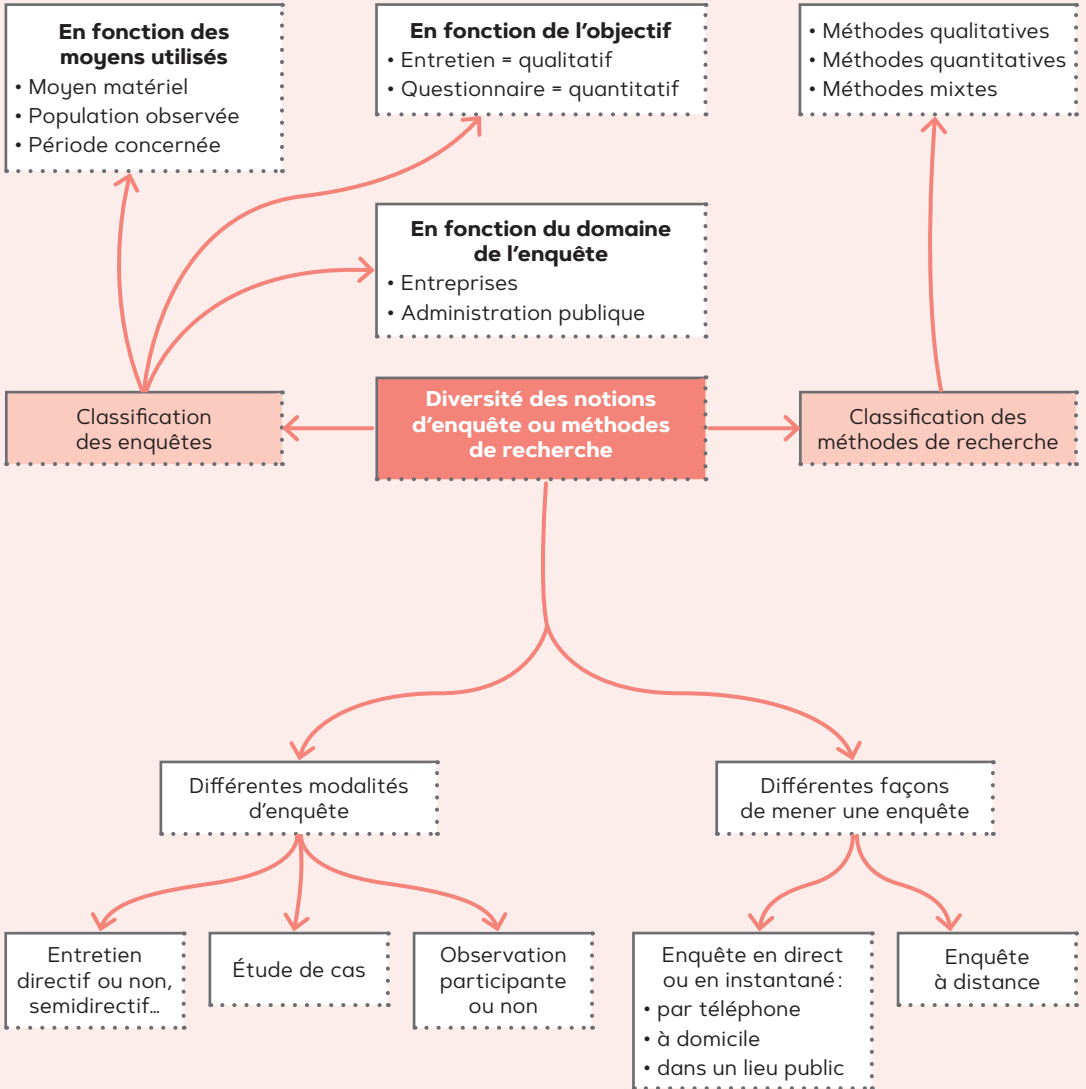 En fonction des
moyens utilisés
• Moyen matériel
• Population observée
• Période concernée
En fonction de l'objectif
• Entretien = qualitatif
• Questionnaire = quantitatif
• Méthodes qualitatives
• Méthodes quantitatives
• Méthodes mixtes
En fonction du domaine
de l'enquête
• Entreprises
• Administration publique
Classification
des enquêtes
Diversité des notions
d'enquête ou méthodes
de recherche
Classification des
méthodes de recherche
Différentes modalités
d'enquête
Différentes façons
de mener une enquête
Entretien
directif ou non,
semidirectif…
Étude de cas
Observation
participante
ou non
Enquête en direct
ou en instantané :
• par téléphone
• à domicile
• dans un lieu public
Enquête
à distance